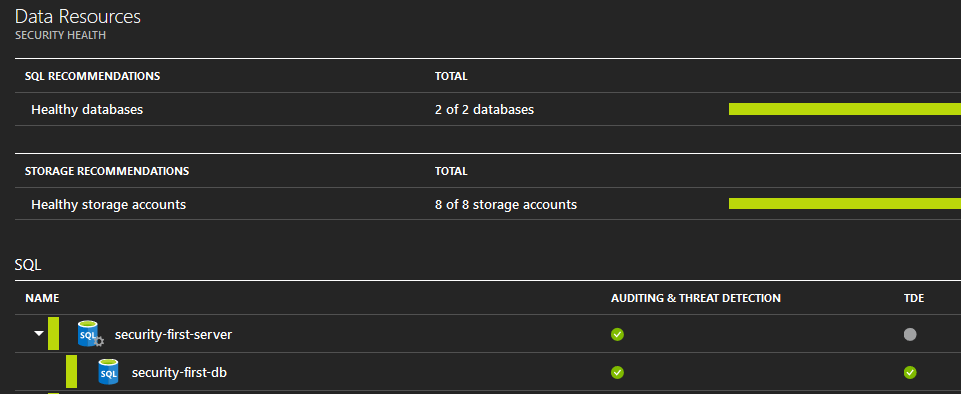 Data Resources
SECURITY HEALTH
SQL RECOMMENDATIONS TOTAL
Healthy databases 2 of 2 databases
STORAGE RECOMMENDATIONS TOTAL
Healthy storage accounts 8 of 8 storage accounts
SQL
NAME AUDITING & THREAT DETECTION TDE
SQL security-first-server
SQL security-first-db